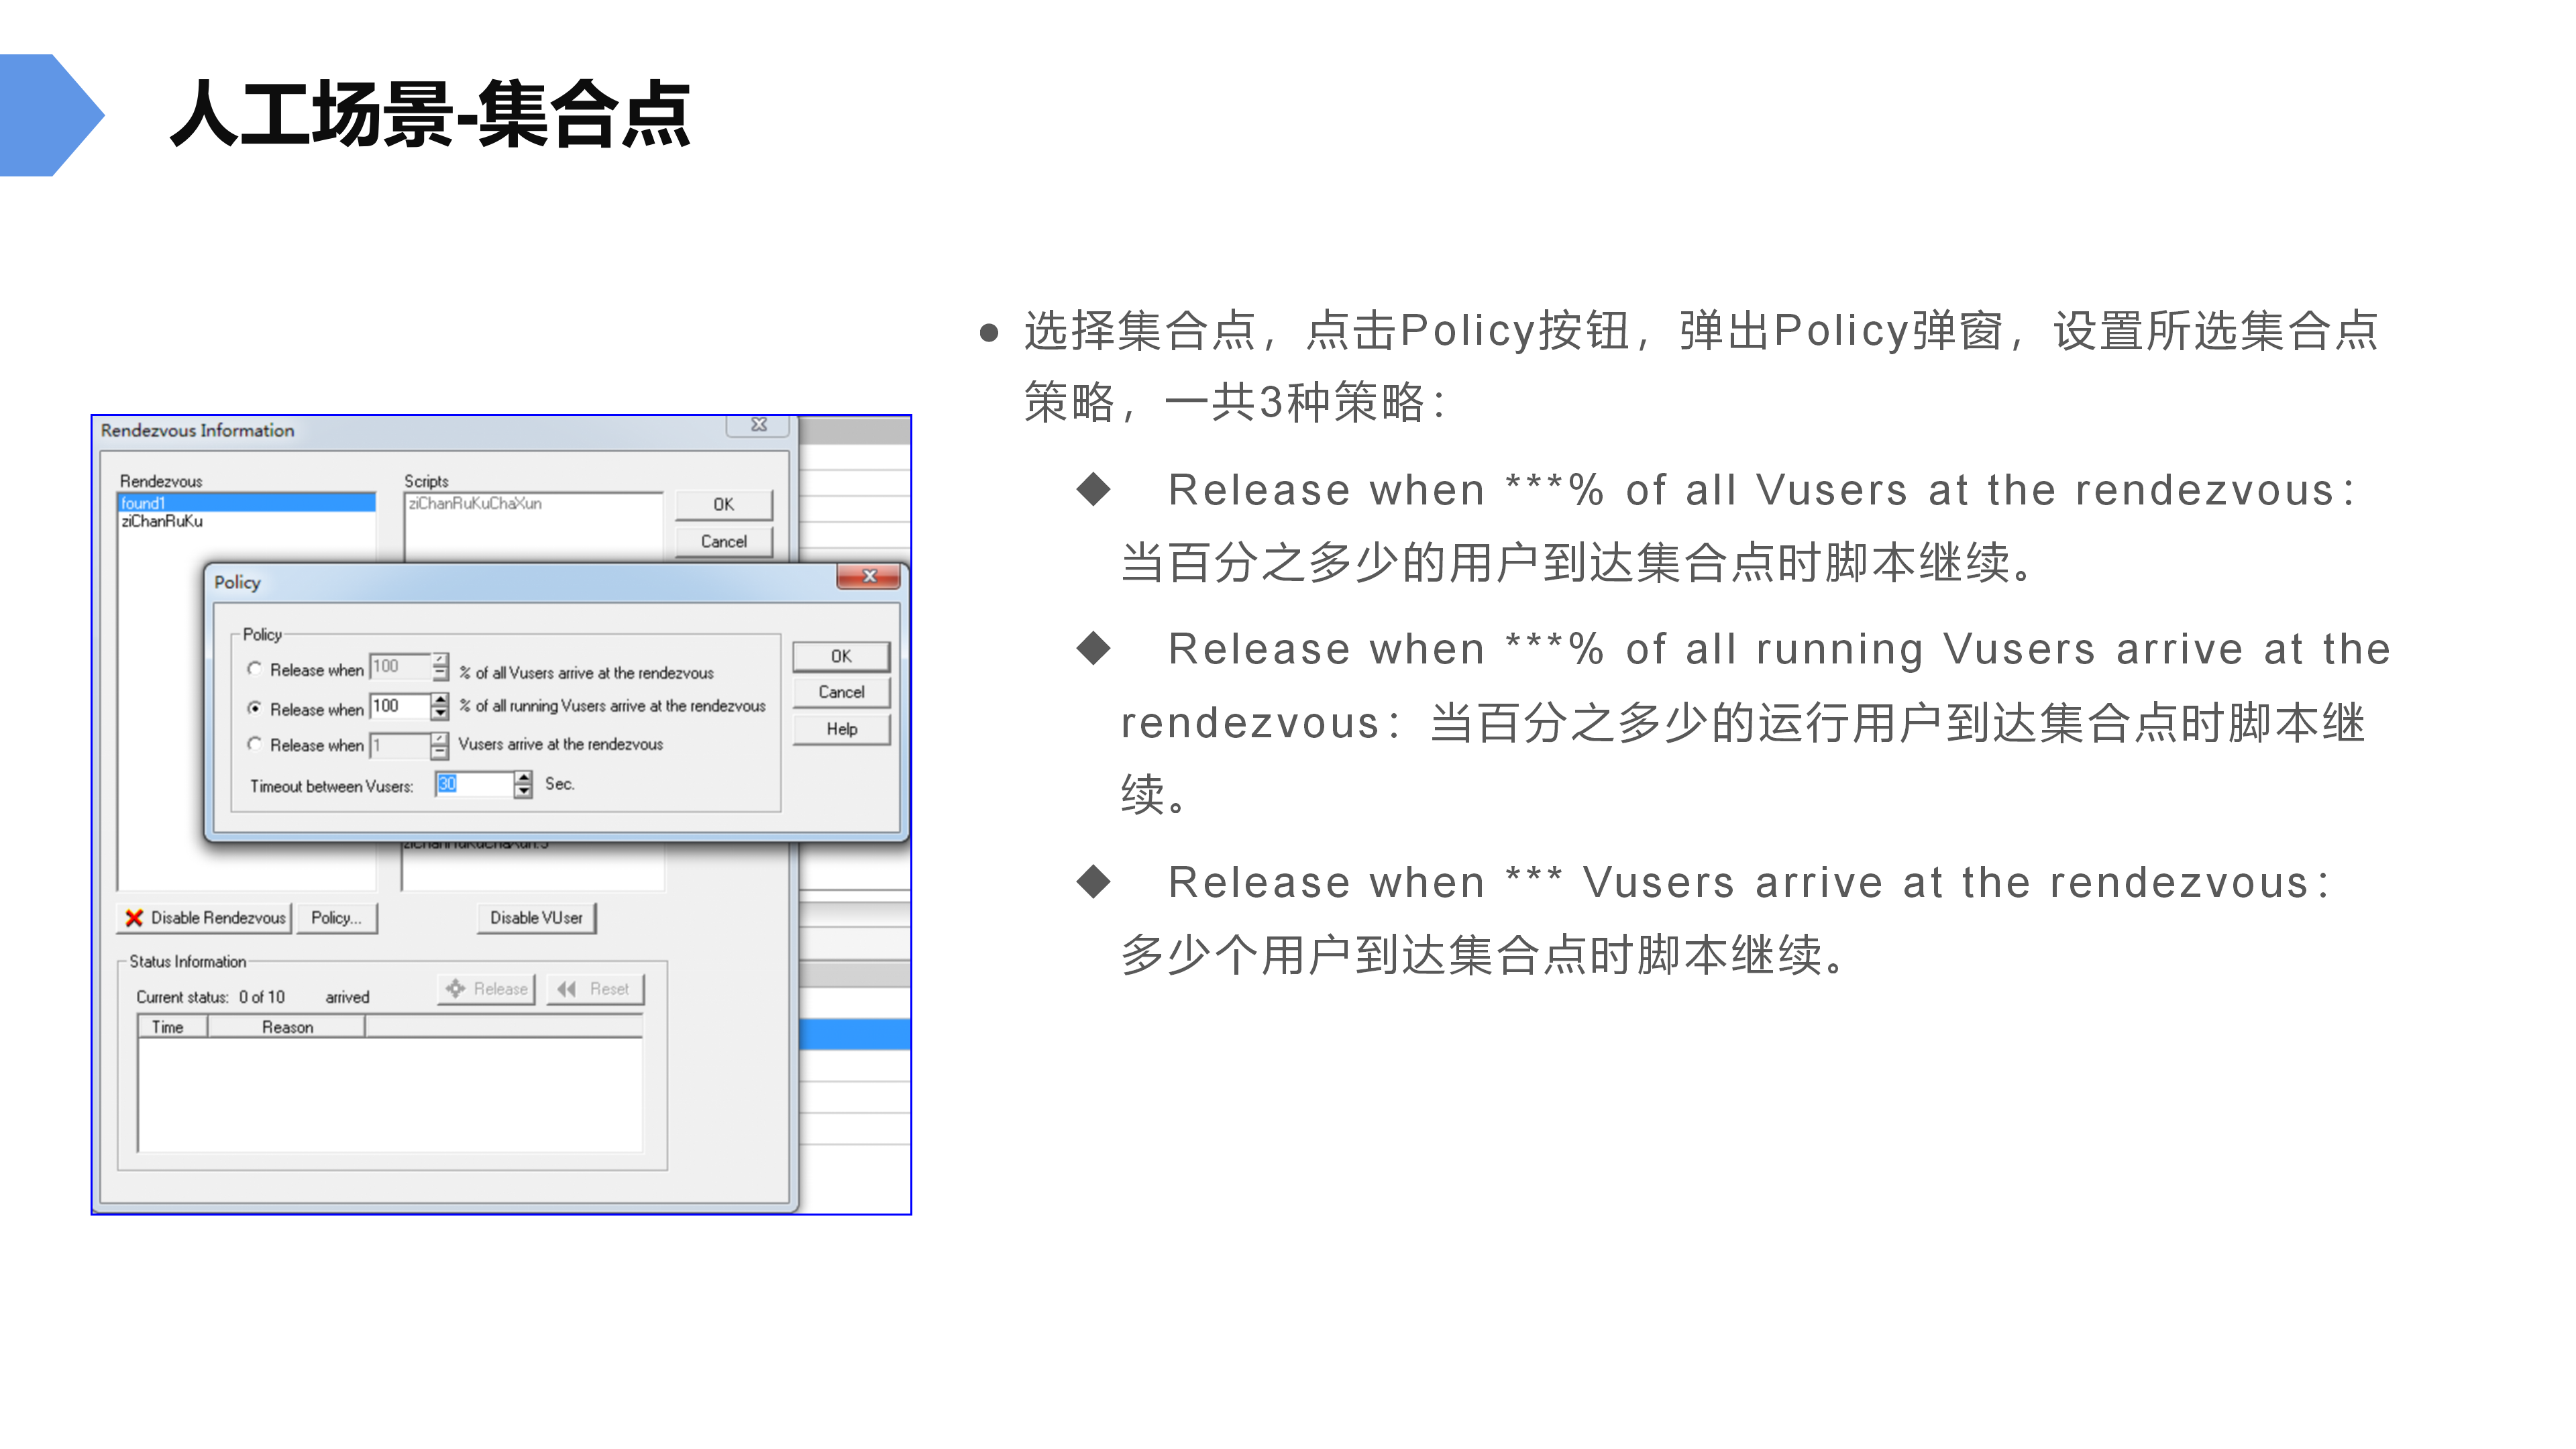 人工场景-集合点
Rendezvous Information
Rendezvous
found1
ziChanRuKu
Scripts
ziChanRuKuChaXun
OK
Cancel
Policy
Policy
Release when 100 % of all Vusers arrive at the rendezvous
Release when 100 % of all running Vusers arrive at the rendezvous
Release when 1 Vusers arrive at the rendezvous
Timeout between Vusers: 30 Sec.
OK
Cancel
Help
Disable Rendezvous
Policy...
Disable VUser
Status Information
Current status: 0 of 10 arrived
Release
Reset
Time Reason
● 选择集合点，点击Policy按钮，弹出Policy弹窗，设置所选集合点
策略，一共3种策略：
◆ Release when ***% of all Vusers at the rendezvous：
当百分之多少的用户到达集合点时脚本继续。
◆ Release when ***% of all running Vusers arrive at the
rendezvous：当百分之多少的运行用户到达集合点时脚本继
续。
◆ Release when *** Vusers arrive at the rendezvous：
多少个用户到达集合点时脚本继续。